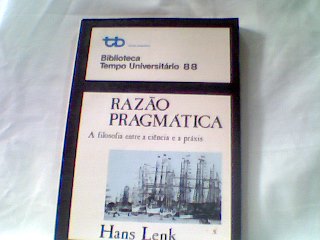 tb
Biblioteca
Tempo Universitário 88
RAZÃO
PRAGMÁTICA
A filosofia entre a ciência e a práxis
Hans Lenk